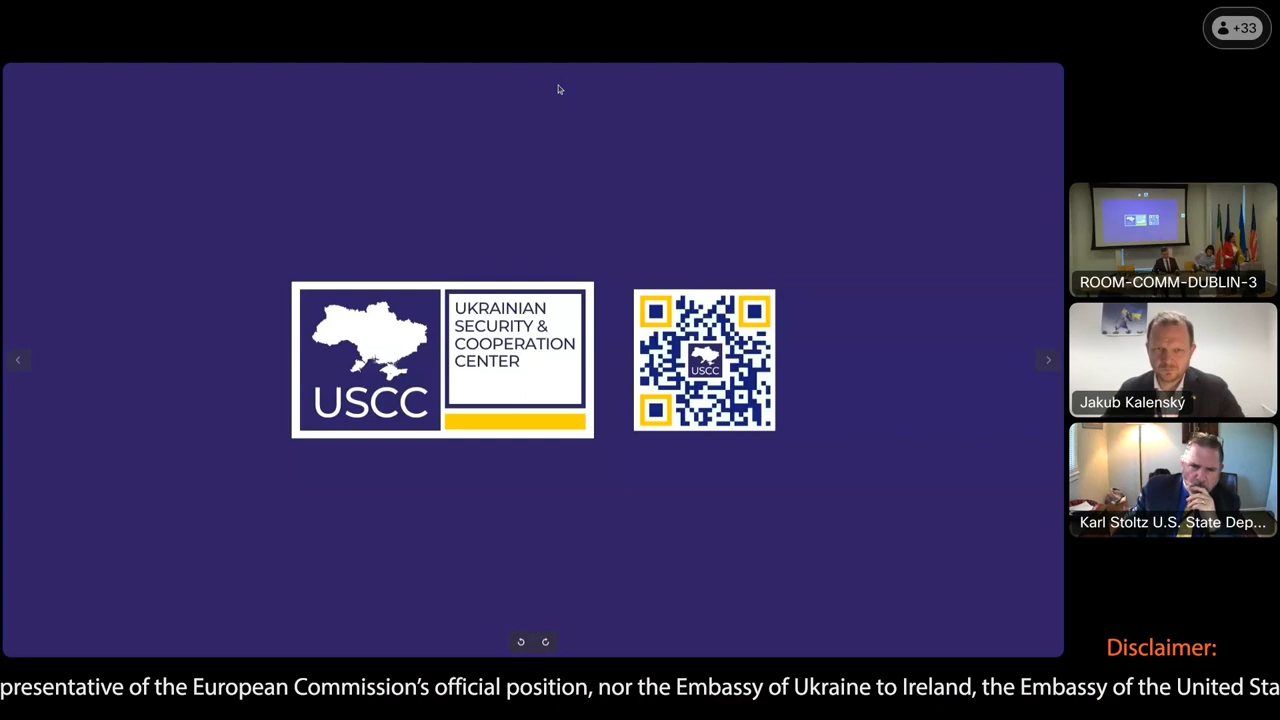 +33
UKRAINIAN
SECURITY &
COOPERATION
CENTER
USCC
USCC
ROOM-COMM-DUBLIN-3
Jakub Kalenský
Karl Stoltz U.S. State Dep...
Disclaimer:
presentative of the European Commission's official position, nor the Embassy of Ukraine to Ireland, the Embassy of the United Sta